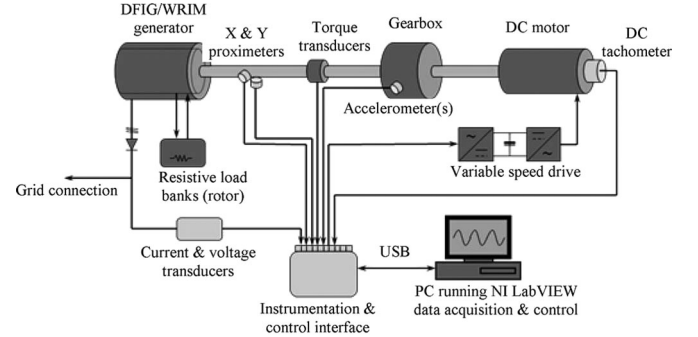 DFIG/WRIM
generator
X & Y
proximeters
Torque
transducers
Gearbox
DC motor
DC
tachometer
Accelerometer(s)
Resistive load
banks (rotor)
Variable speed drive
Grid connection
Current & voltage
transducers
USB
Instrumentation &
control interface
PC running NI LabVIEW
data acquisition & control